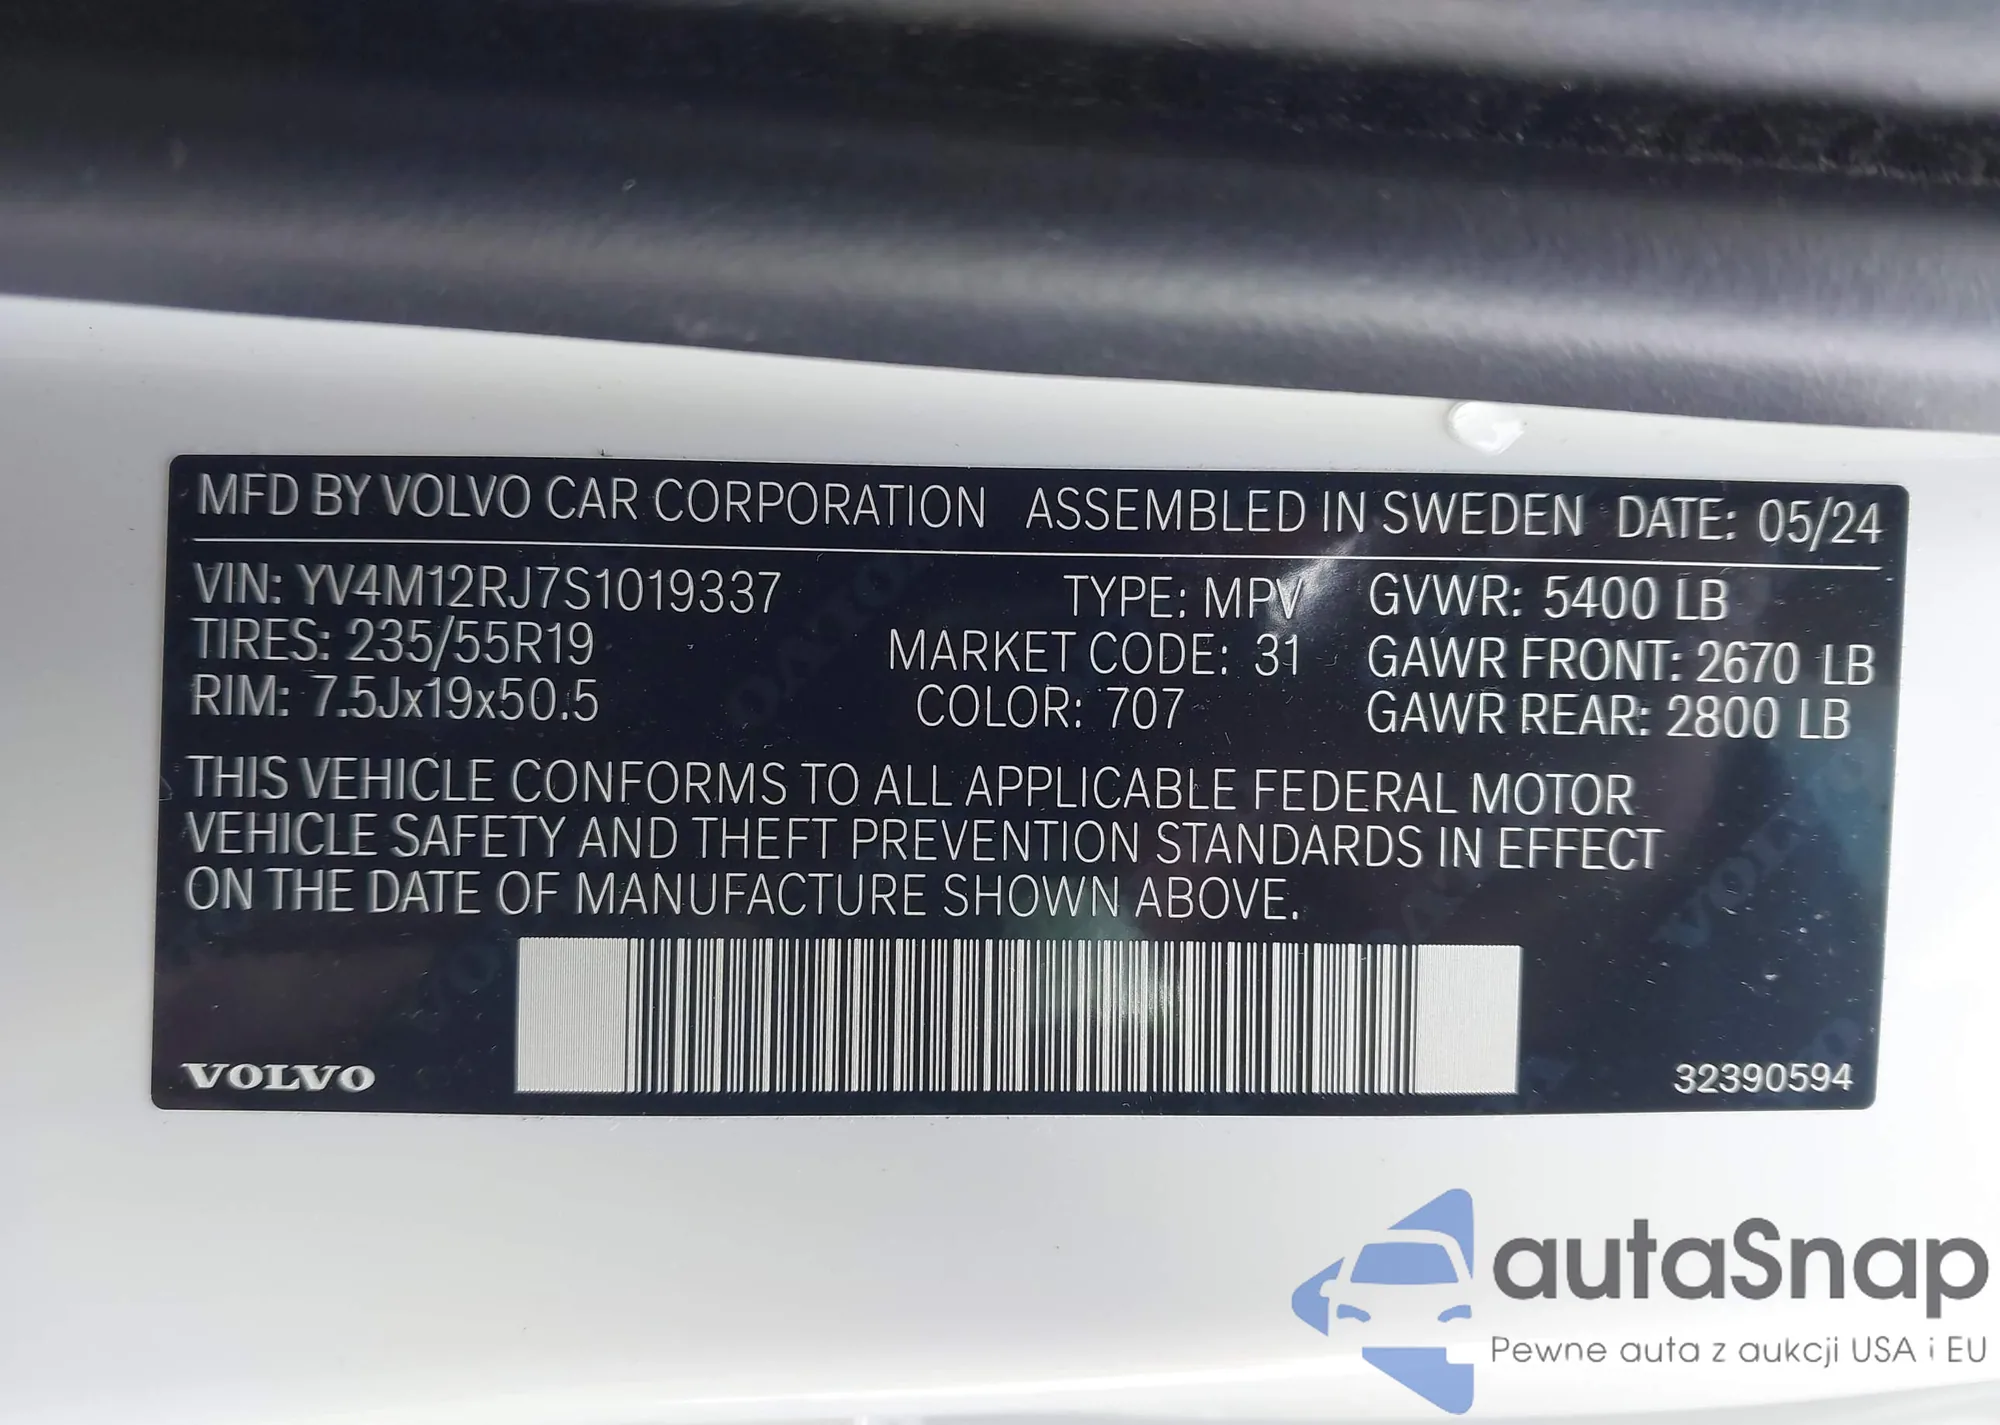 MFD BY VOLVO CAR CORPORATION ASSEMBLED IN SWEDEN DATE: 05/24
VIN: YV4M12RJ7S1019337 TYPE: MPV GVWR: 5400 LB
TIRES: 235/55R19 MARKET CODE: 31 GAWR FRONT: 2670 LB
RIM: 7.5Jx19x50.5 COLOR: 707 GAWR REAR: 2800 LB
THIS VEHICLE CONFORMS TO ALL APPLICABLE FEDERAL MOTOR
VEHICLE SAFETY AND THEFT PREVENTION STANDARDS IN EFFECT
ON THE DATE OF MANUFACTURE SHOWN ABOVE.
VOLVO 32390594
autaSnap
Pewne auta z aukcji USA i EU